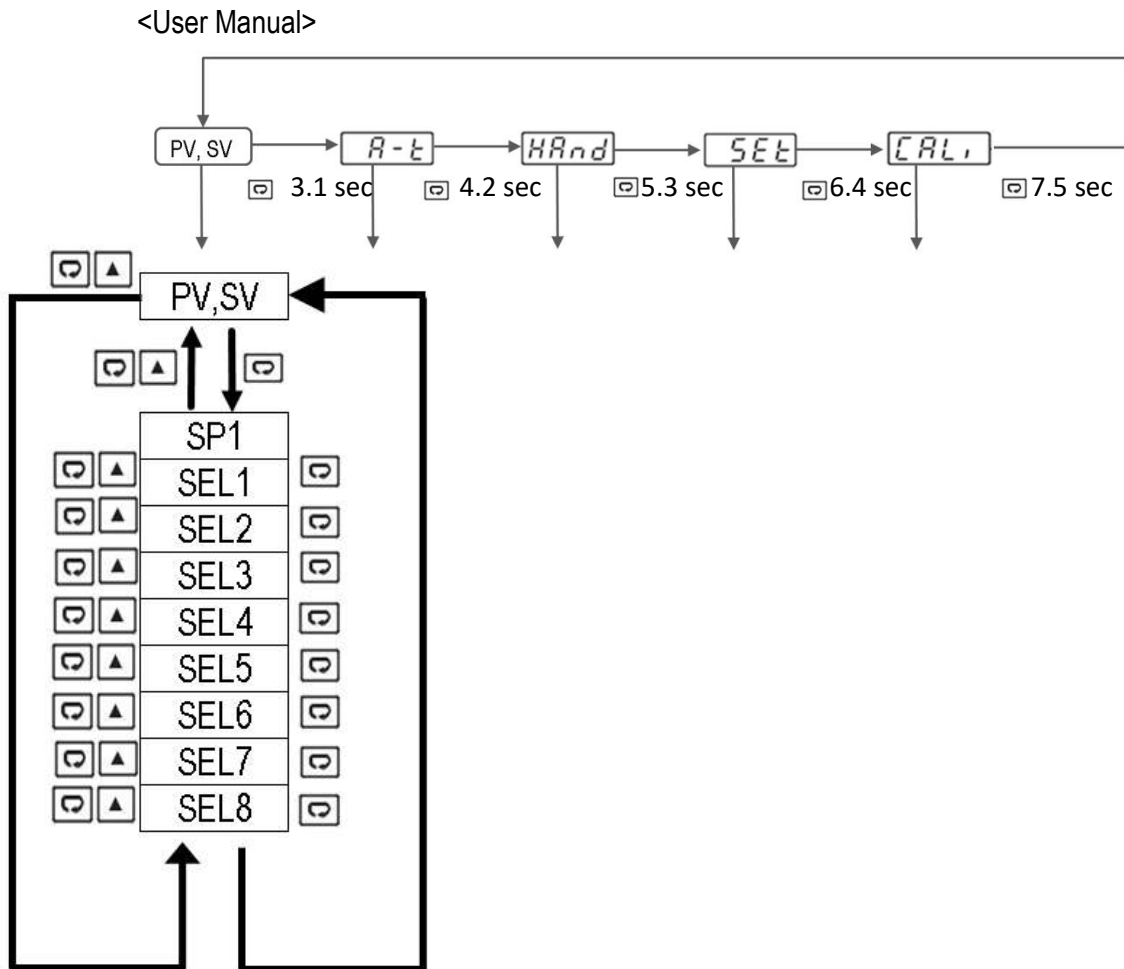 <User Manual>
PV, SV
A-t
HAnd
SEt
CALi
3.1 sec
4.2 sec
5.3 sec
6.4 sec
7.5 sec
PV,SV
SP1
SEL1
SEL2
SEL3
SEL4
SEL5
SEL6
SEL7
SEL8